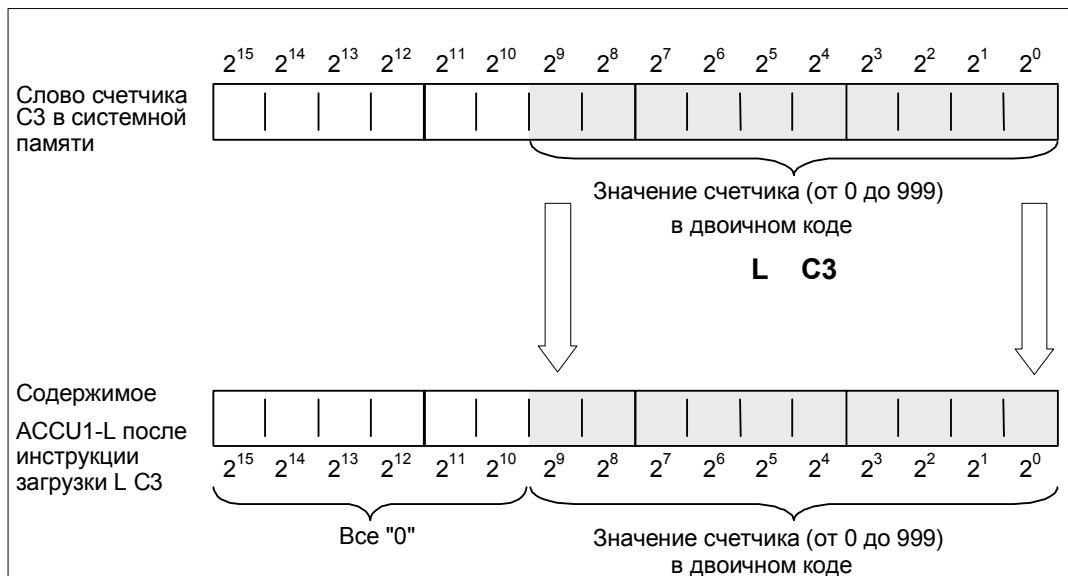 2^15 2^14 2^13 2^12 2^11 2^10 2^9 2^8 2^7 2^6 2^5 2^4 2^3 2^2 2^1 2^0
Слово счетчика
C3 в системной
памяти
Значение счетчика (от 0 до 999)
в двоичном коде
L C3
Содержимое
ACCU1-L после
инструкции
загрузки L C3
2^15 2^14 2^13 2^12 2^11 2^10 2^9 2^8 2^7 2^6 2^5 2^4 2^3 2^2 2^1 2^0
Все "0"
Значение счетчика (от 0 до 999)
в двоичном коде